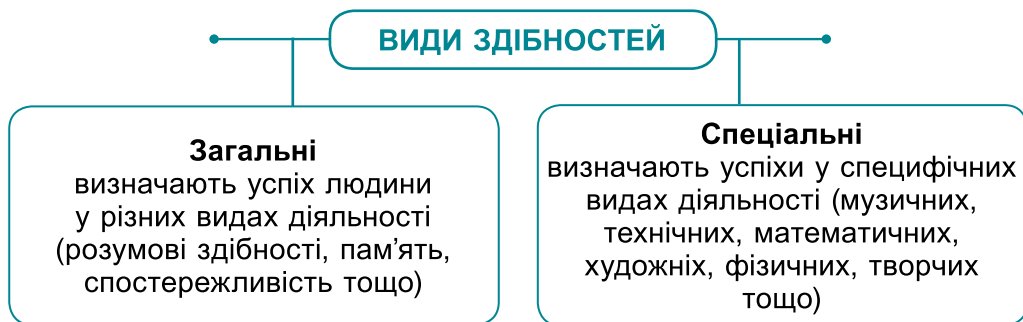 ВИДИ ЗДІБНОСТЕЙ
Загальні
визначають успіх людини
у різних видах діяльності
(розумові здібності, пам’ять,
спостережливість тощо)
Спеціальні
визначають успіхи у специфічних
видах діяльності (музичних,
технічних, математичних,
художніх, фізичних, творчих
тощо)